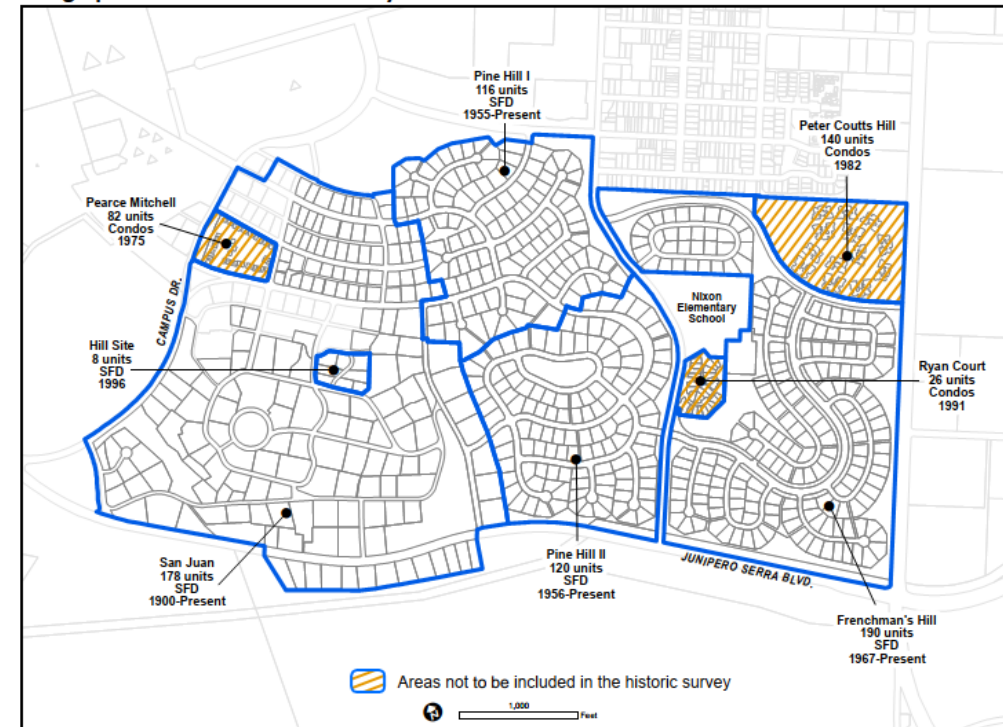 Pine Hill I
116 units
SFD
1955-Present
Peter Coutts Hill
140 units
Condos
1982
Pearce Mitchell
82 units
Condos
1975
CAMPUS DR.
Nixon
Elementary
School
Hill Site
8 units
SFD
1996
Ryan Court
26 units
Condos
1991
San Juan
178 units
SFD
1900-Present
Pine Hill II
120 units
SFD
1956-Present
JUNIPERO SERRA BLVD.
Frenchman's Hill
190 units
SFD
1967-Present
Areas not to be included in the historic survey
1,000
Feet